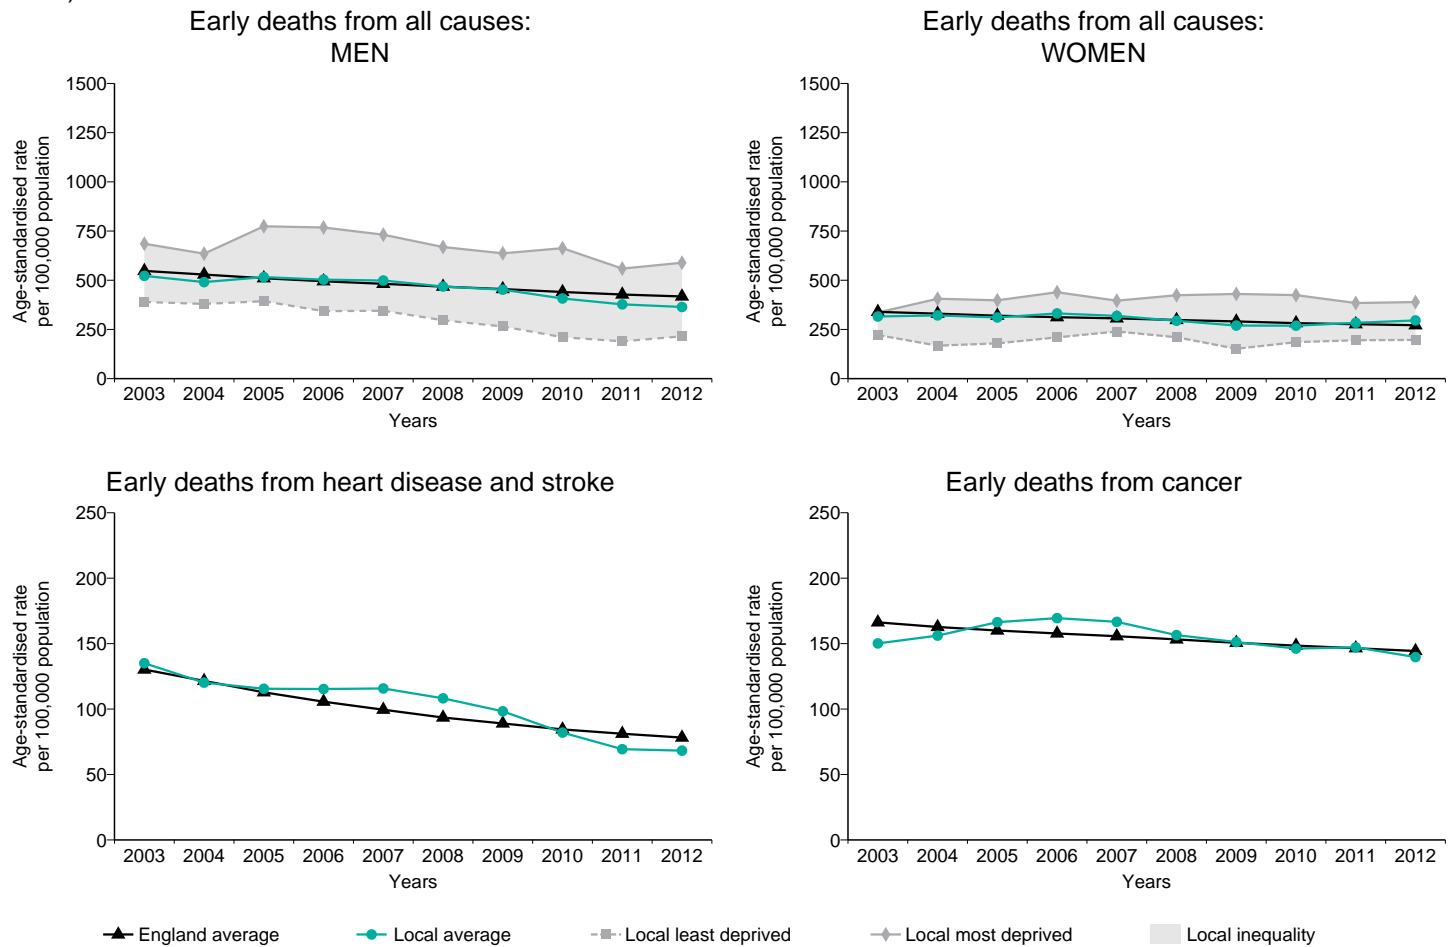 Early deaths from all causes:
MEN
1500
1250
1000
750
500
250
0
Age-standardised rate
per 100,000 population
2003 2004 2005 2006 2007 2008 2009 2010 2011 2012
Years
Early deaths from all causes:
WOMEN
1500
1250
1000
750
500
250
0
Age-standardised rate
per 100,000 population
2003 2004 2005 2006 2007 2008 2009 2010 2011 2012
Years
Early deaths from heart disease and stroke
250
200
150
100
50
0
Age-standardised rate
per 100,000 population
2003 2004 2005 2006 2007 2008 2009 2010 2011 2012
Years
Early deaths from cancer
250
200
150
100
50
0
Age-standardised rate
per 100,000 population
2003 2004 2005 2006 2007 2008 2009 2010 2011 2012
Years
England average Local average Local least deprived Local most deprived Local inequality